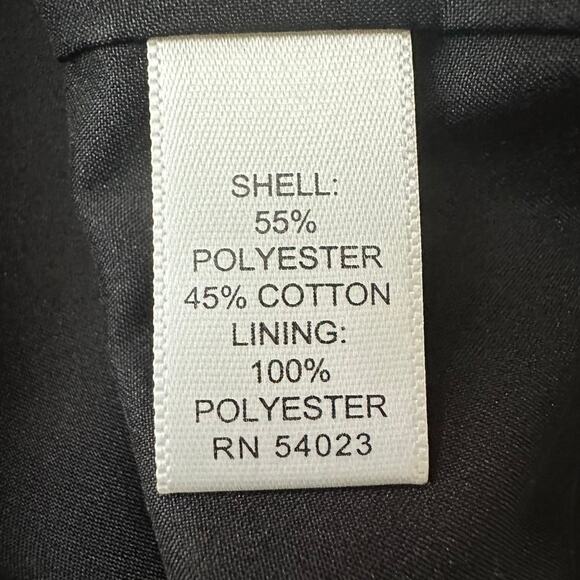 SHELL:
55%
POLYESTER
45% COTTON
LINING:
100%
POLYESTER
RN 54023